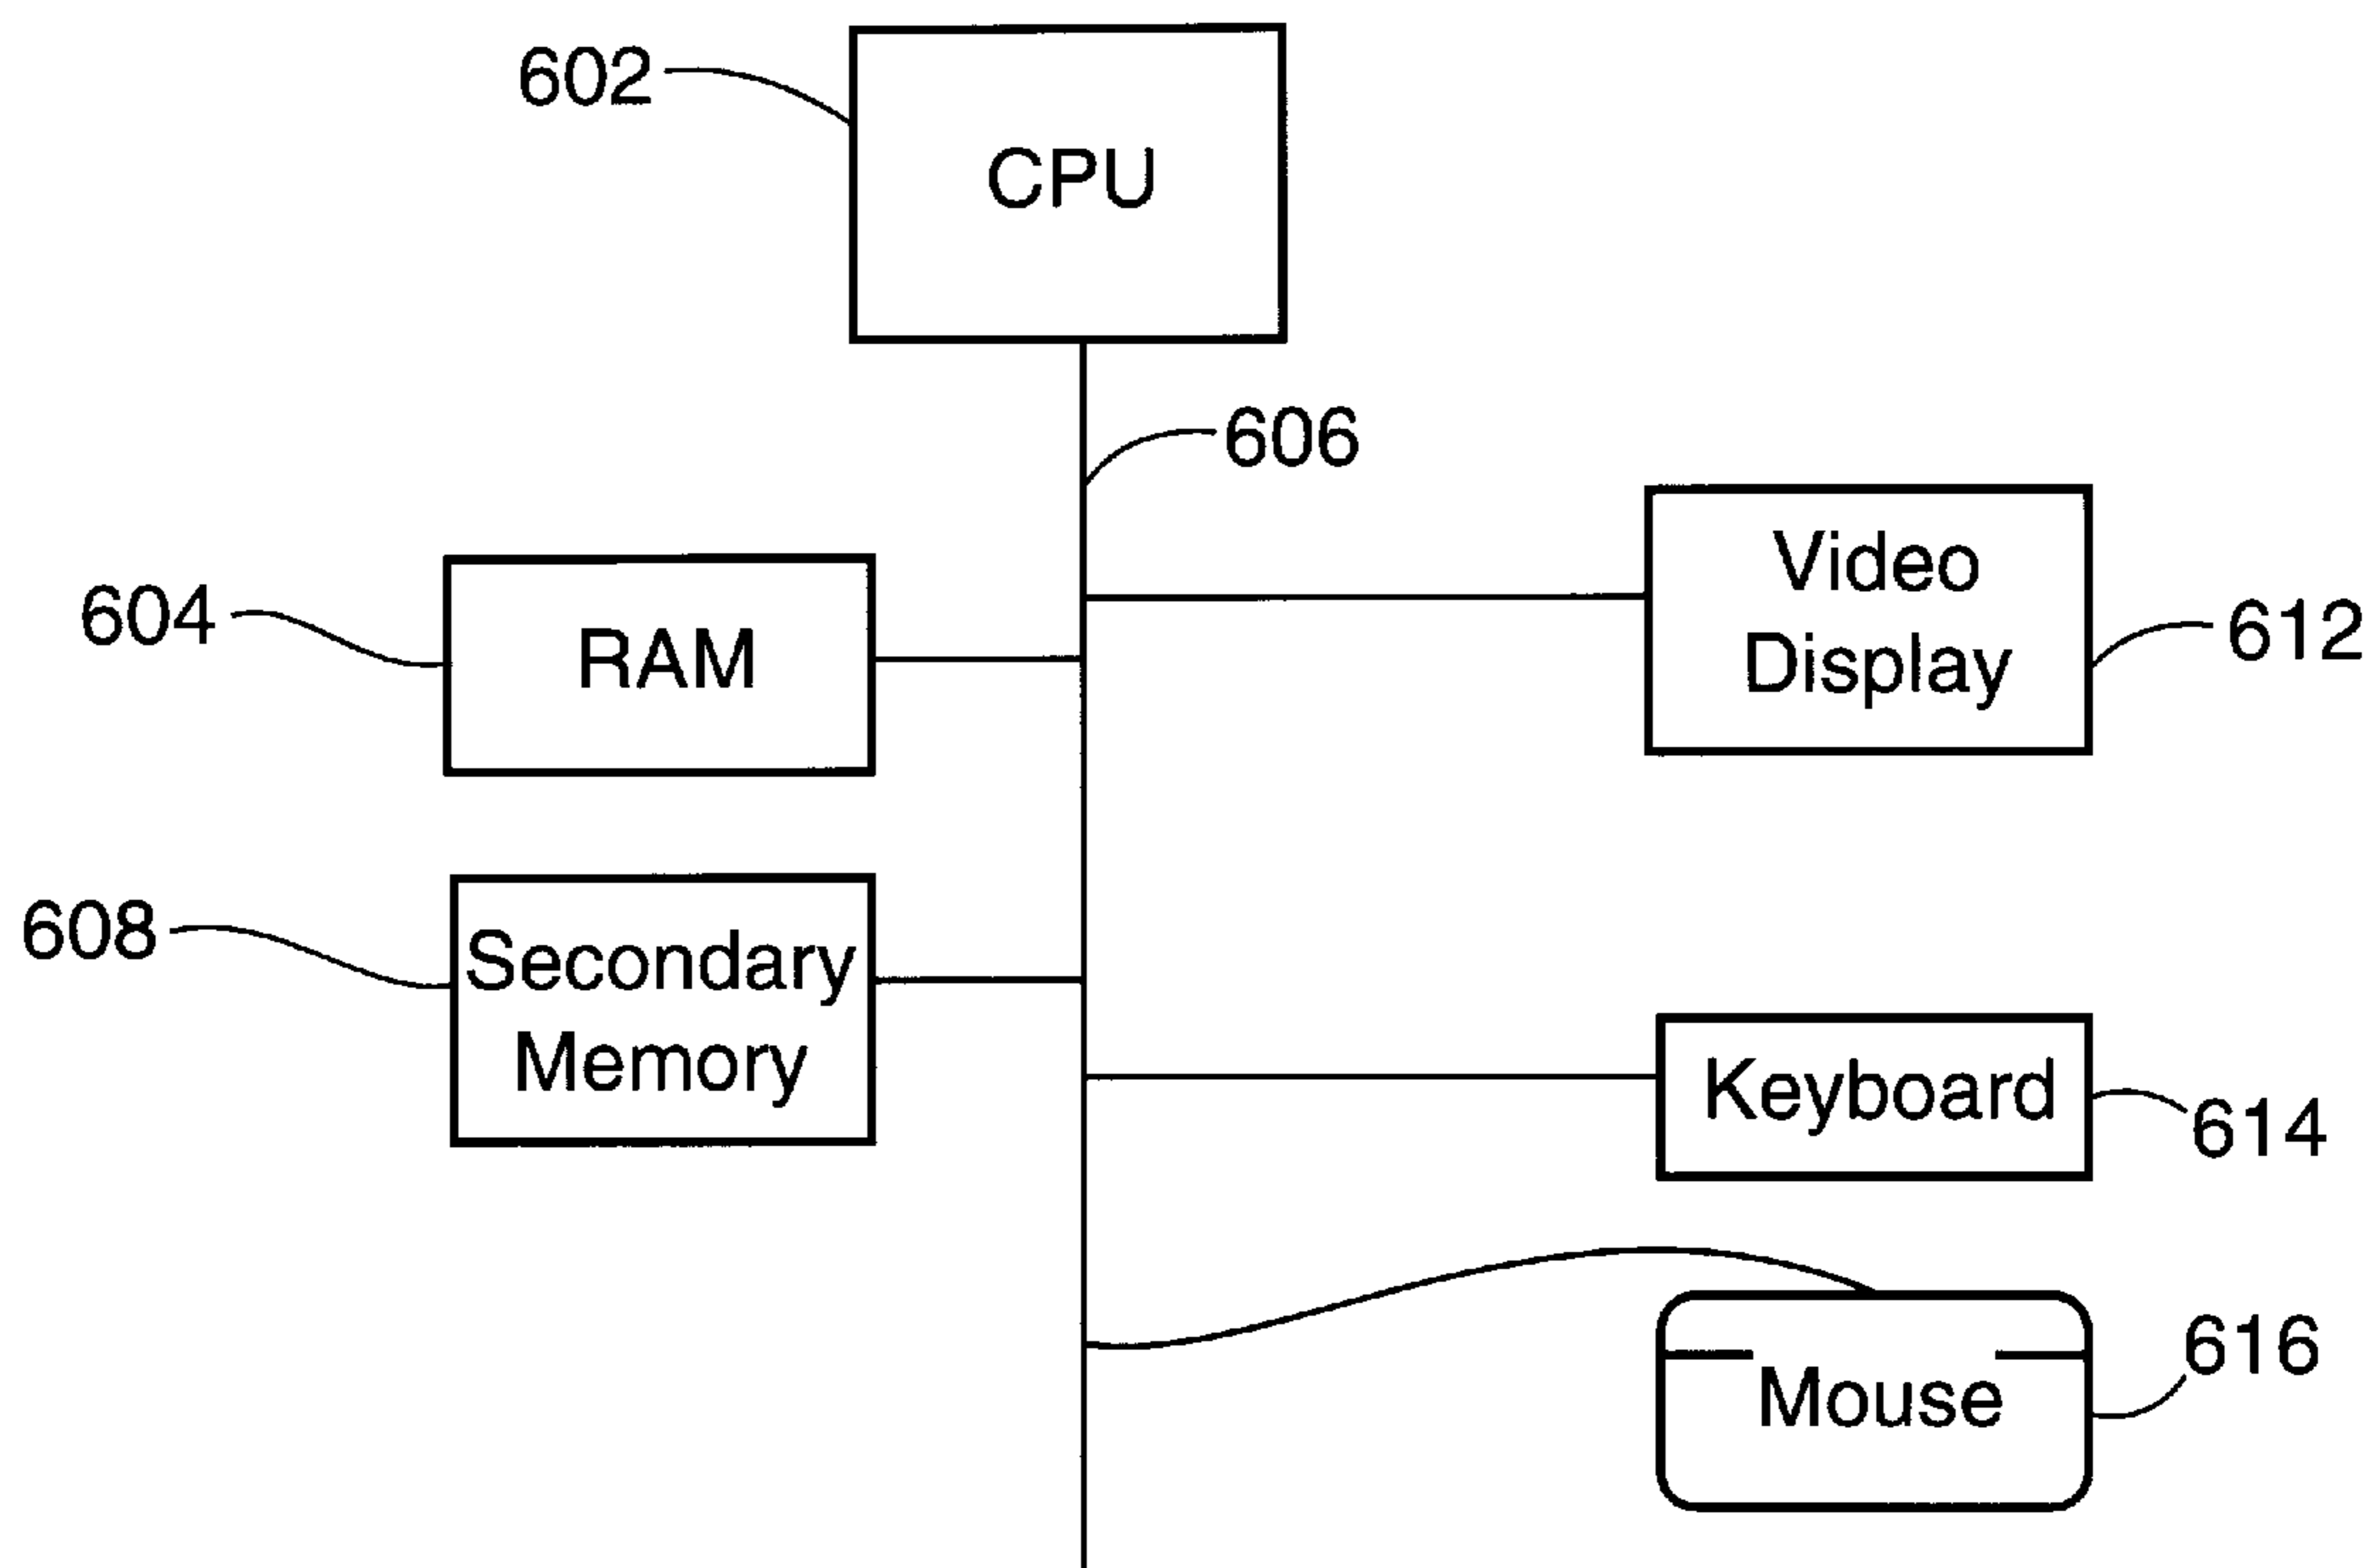 602
CPU
606
Video
Display
612
604
RAM
608
Secondary
Memory
Keyboard
614
616
Mouse